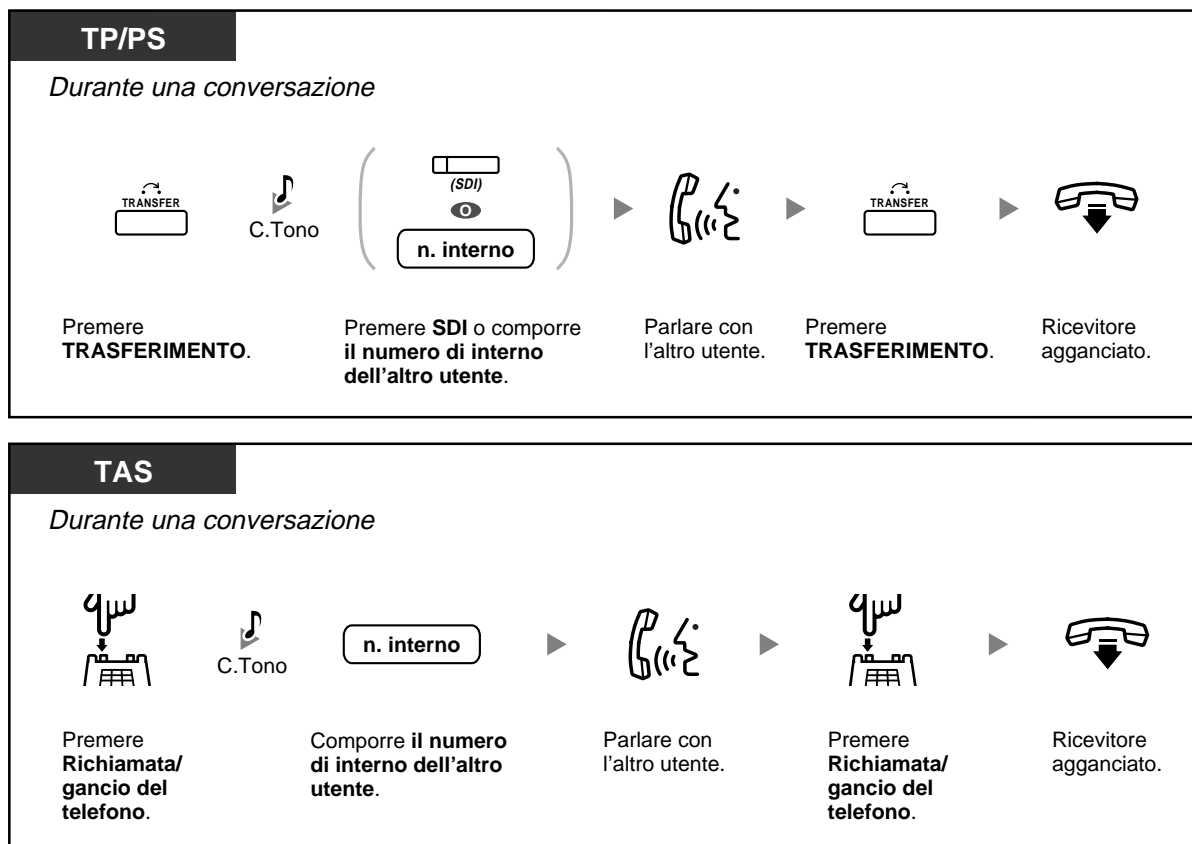 TP/PS
Durante una conversazione
TRANSFER
C.Tono
(SDI)
O
n. interno
TRANSFER
Premere
TRASFERIMENTO.
Premere SDI o comporre
il numero di interno
dell'altro utente.
Parlare con
l'altro utente.
Premere
TRASFERIMENTO.
Ricevitore
agganciato.
TAS
Durante una conversazione
C.Tono
n. interno
Premere
Richiamata/
gancio del
telefono.
Comporre il numero
di interno dell'altro
utente.
Parlare con
l'altro utente.
Premere
Richiamata/
gancio del
telefono.
Ricevitore
agganciato.